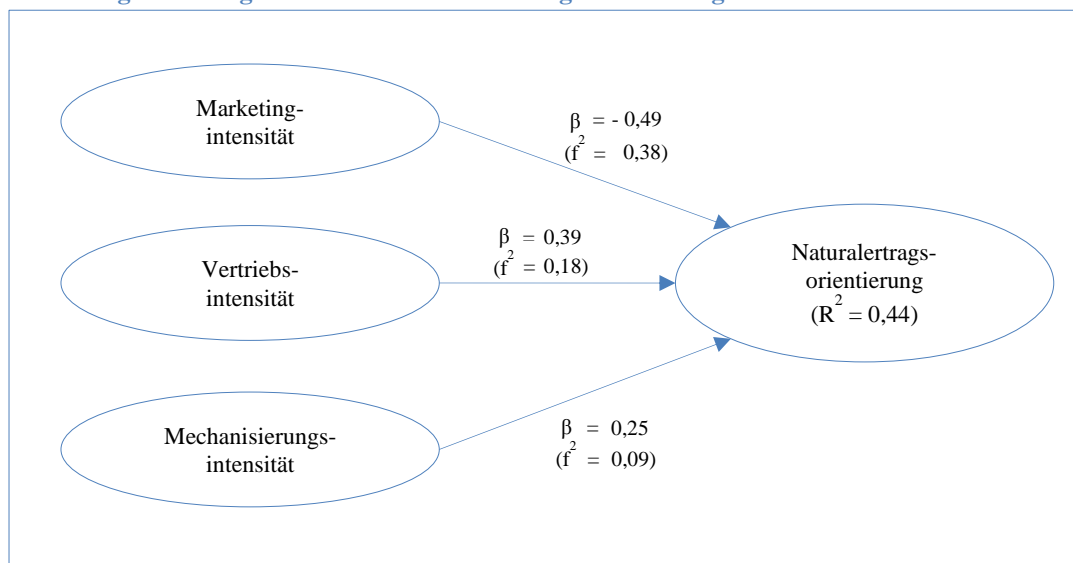 Marketing-
intensität
β = - 0,49
(f² = 0,38)
Vertriebs-
intensität
β = 0,39
(f² = 0,18)
Naturalertrags-
orientierung
(R² = 0,44)
Mechanisierungs-
intensität
β = 0,25
(f² = 0,09)